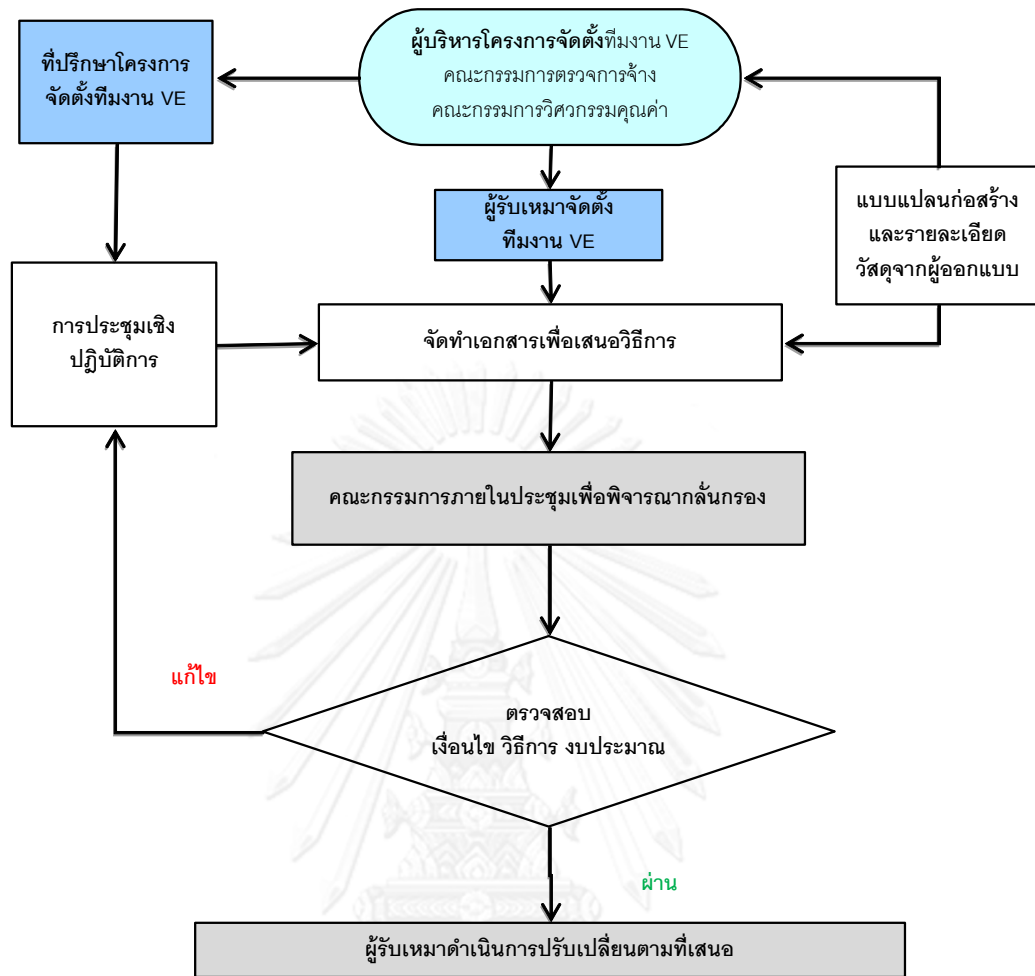 ผู้บริหารโครงการจัดตั้งทีมงาน VE
คณะกรรมการตรวจการจ้าง
คณะกรรมการวิศวกรรมคุณค่า
ที่ปรึกษาโครงการ
จัดตั้งทีมงาน VE
ผู้รับเหมาจัดตั้ง
ทีมงาน VE
แบบแปลนก่อสร้าง
และรายละเอียด
วัสดุจากผู้ออกแบบ
การประชุมเชิง
ปฎิบัติการ
จัดทำเอกสารเพื่อเสนอวิธีการ
คณะกรรมการภายในประชุมเพื่อพิจารณากลั่นกรอง
แก้ไข
ตรวจสอบ
เงื่อนไข วิธีการ งบประมาณ
ผ่าน
ผู้รับเหมาดำเนินการปรับเปลี่ยนตามที่เสนอ